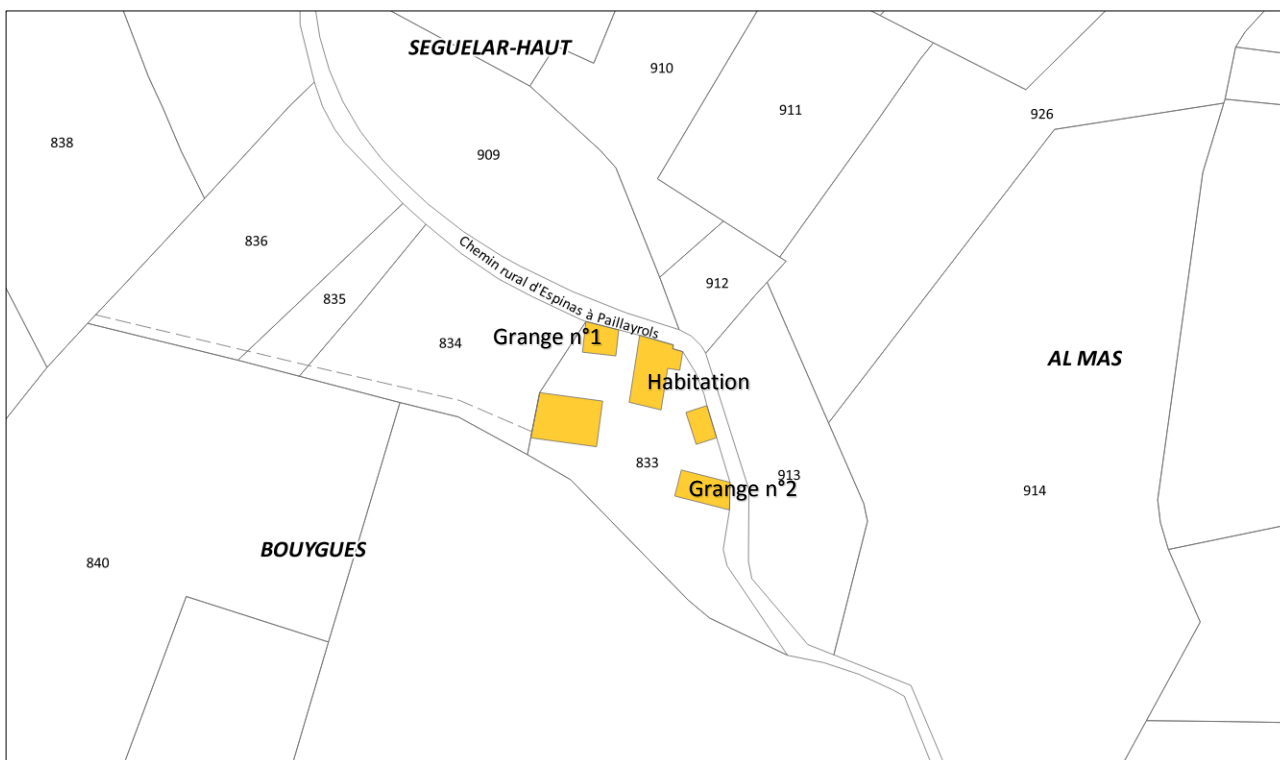 SEGUELAR-HAUT
910
911
926
838
909
836
912
835
Chemin rural d'Espinas à Paillayrols
834
Grange n°1
AL MAS
Habitation
833
913
Grange n°2
914
BOUYGUES
840